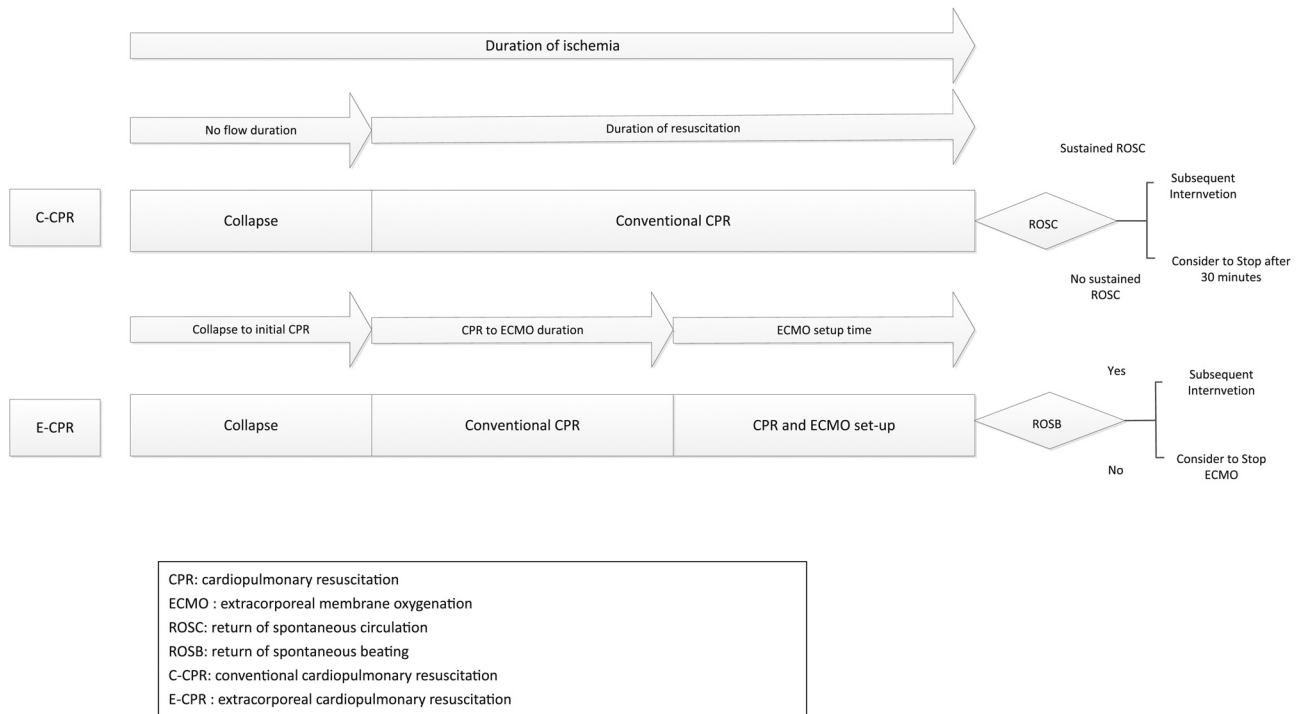 Duration of ischemia
No flow duration
Duration of resuscitation
Sustained ROSC
C-CPR
Collapse
Conventional CPR
ROSC
Subsequent
Internvetion
Consider to Stop after
30 minutes
No sustained
ROSC
Collapse to initial CPR
CPR to ECMO duration
ECMO setup time
E-CPR
Collapse
Conventional CPR
CPR and ECMO set-up
ROSB
Yes
Subsequent
Internvetion
No
Consider to Stop
ECMO
CPR: cardiopulmonary resuscitation
ECMO : extracorporeal membrane oxygenation
ROSC: return of spontaneous circulation
ROSB: return of spontaneous beating
C-CPR: conventional cardiopulmonary resuscitation
E-CPR : extracorporeal cardiopulmonary resuscitation